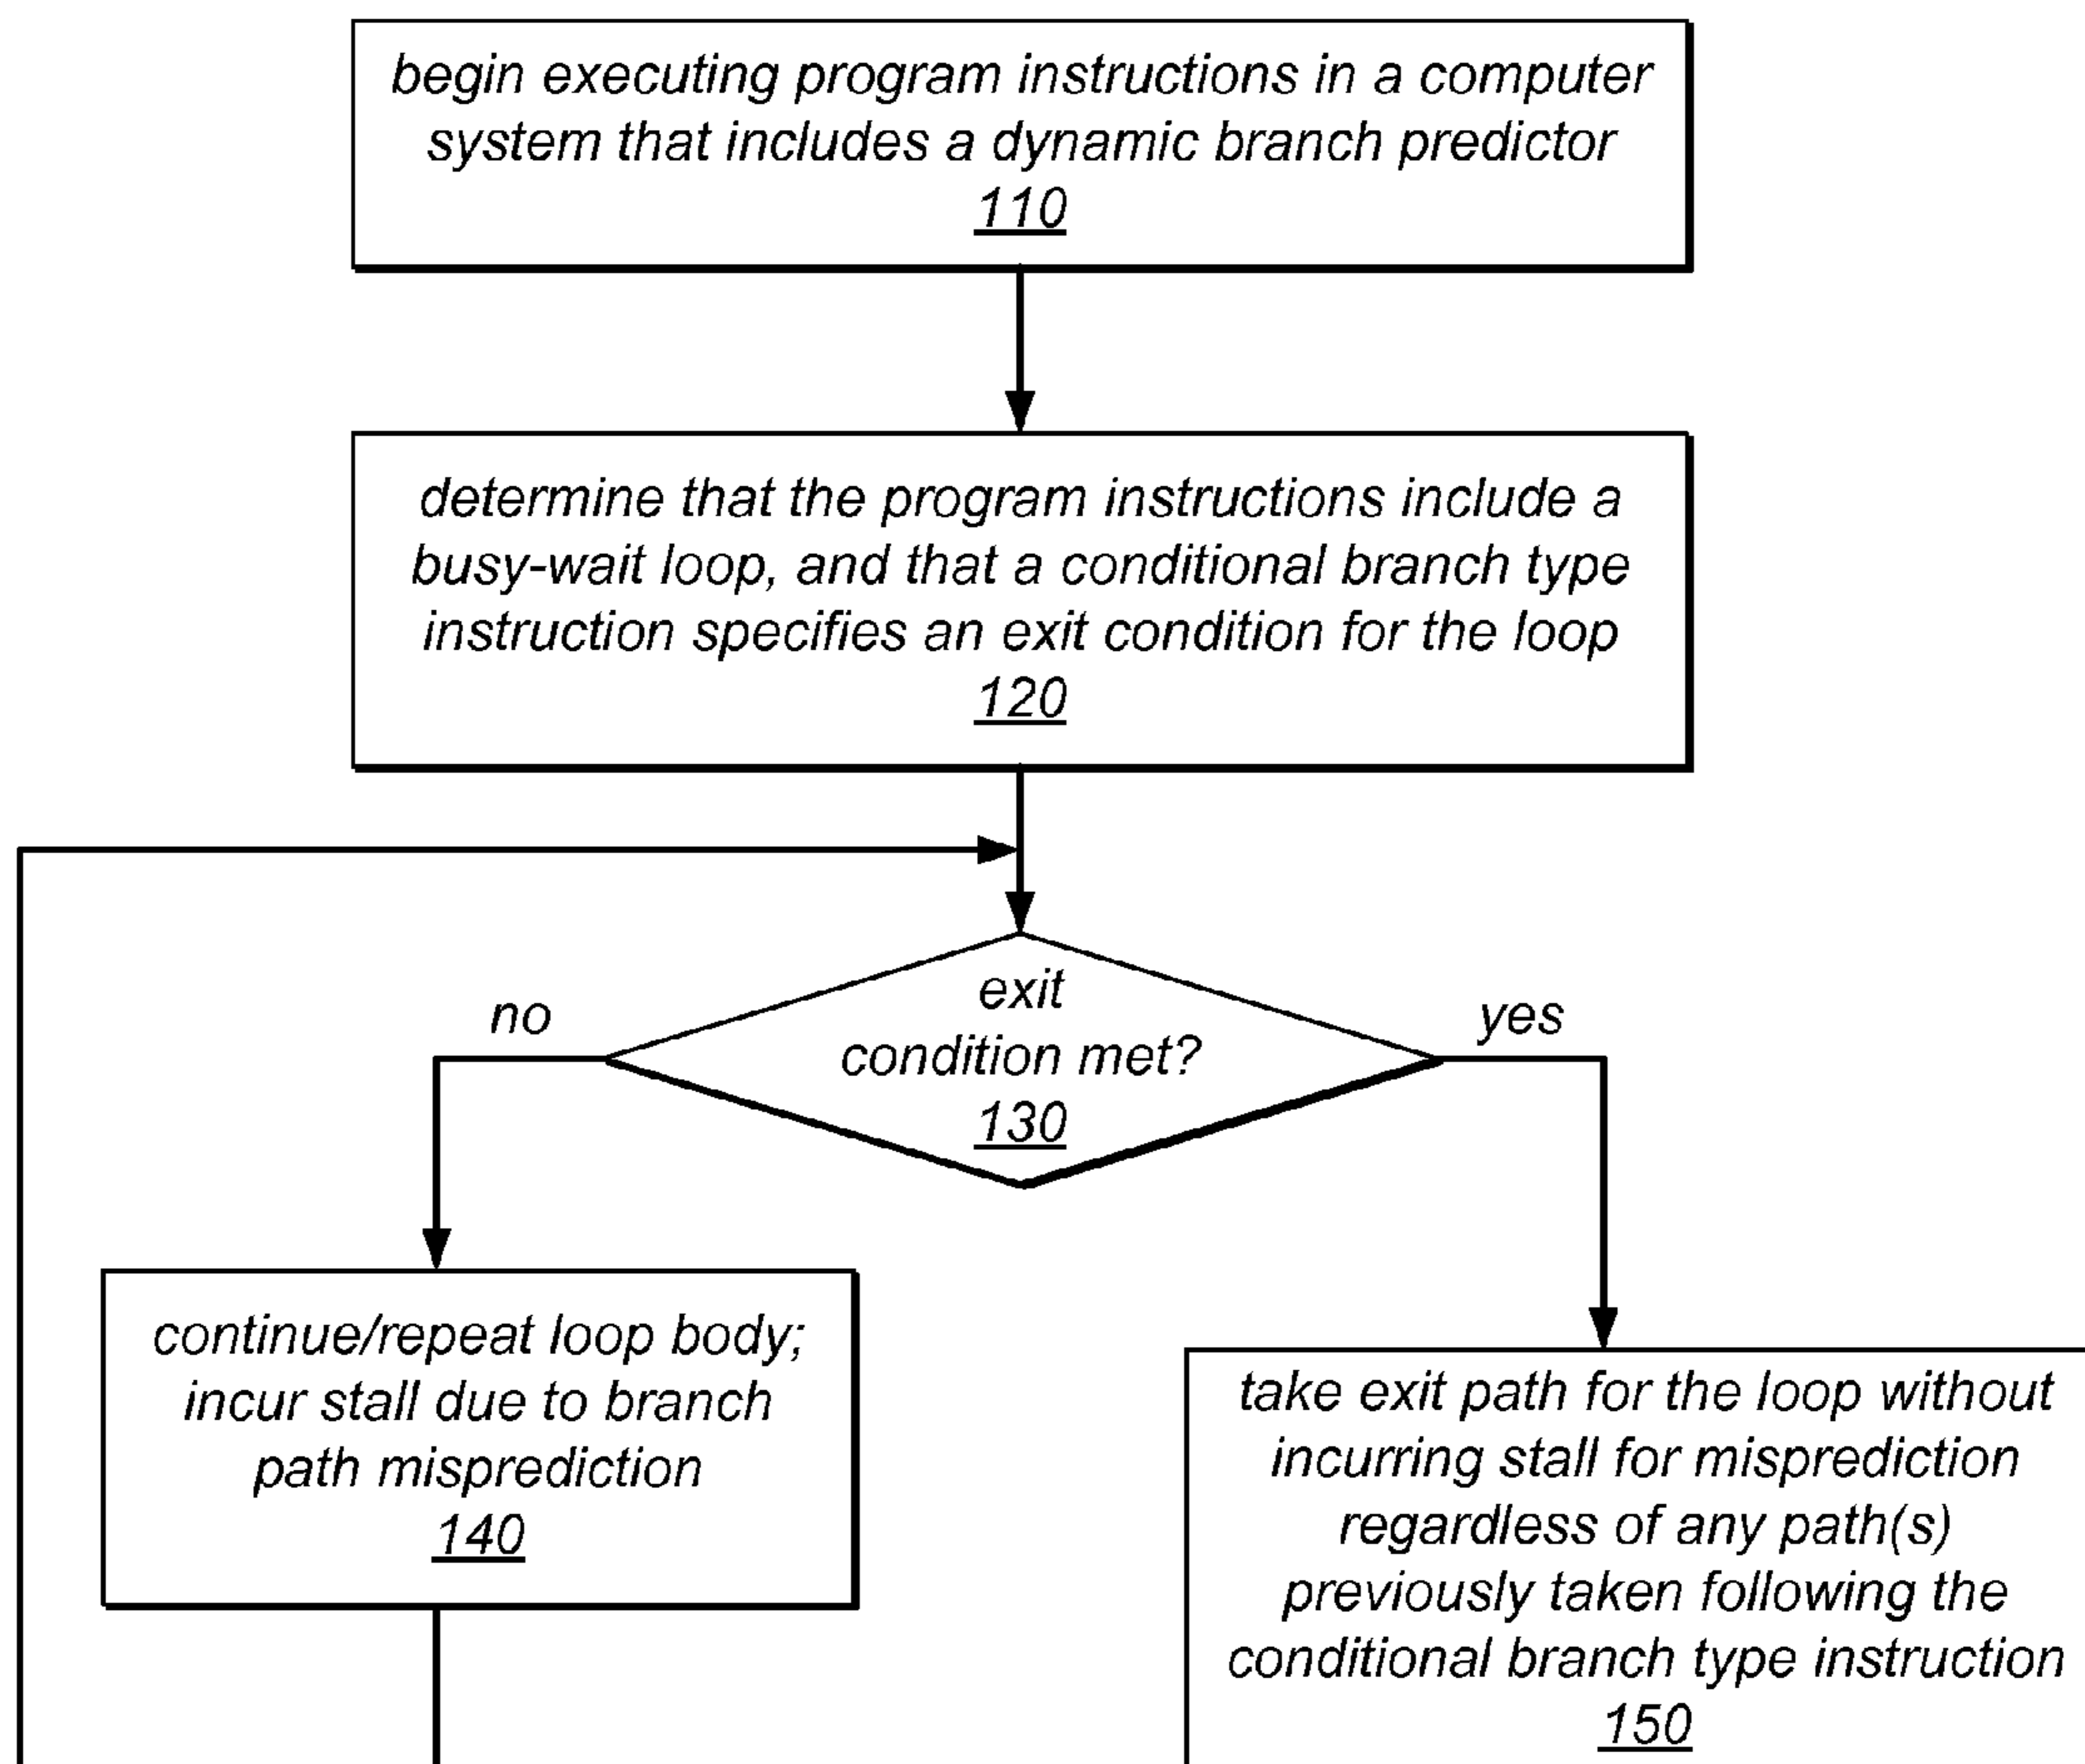 begin executing program instructions in a computer
system that includes a dynamic branch predictor
110
determine that the program instructions include a
busy-wait loop, and that a conditional branch type
instruction specifies an exit condition for the loop
120
exit
condition met?
130
no
yes
continue/repeat loop body;
incur stall due to branch
path misprediction
140
take exit path for the loop without
incurring stall for misprediction
regardless of any path(s)
previously taken following the
conditional branch type instruction
150